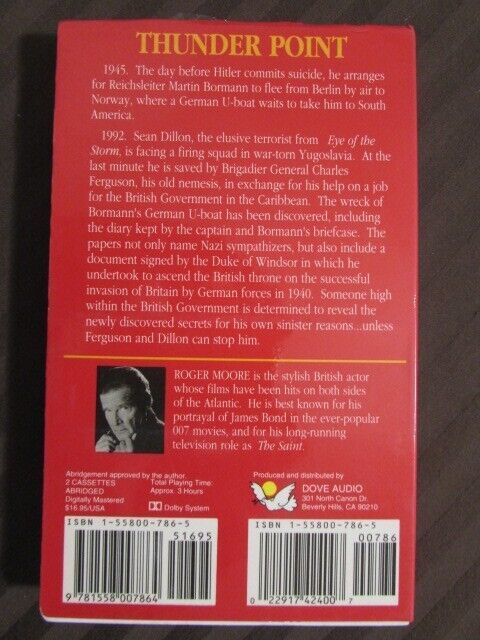 THUNDER POINT
1945. The day before Hitler commits suicide, he arranges
for Reichsleiter Martin Bormann to flee from Berlin by air to
Norway, where a German U-boat waits to take him to South
America.
1992. Sean Dillon, the elusive terrorist from Eye of the
Storm, is facing a firing squad in war-torn Yugoslavia. At the
last minute he is saved by Brigadier General Charles
Ferguson, his old nemesis, in exchange for his help on a job
for the British Government in the Caribbean. The wreck of
Bormann's German U-boat has been discovered, including
the diary kept by the captain and Bormann's briefcase. The
papers not only name Nazi sympathizers, but also include a
document signed by the Duke of Windsor in which he
undertook to ascend the British throne on the successful
invasion of Britain by German forces in 1940. Someone high
within the British Government is determined to reveal the
newly discovered secrets for his own sinister reasons...unless
Ferguson and Dillon can stop him.
ROGER MOORE is the stylish British actor
whose films have been hits on both sides
of the Atlantic. He is best known for his
portrayal of James Bond in the ever-popular
007 movies, and for his long-running
television role as The Saint.
Abridgement approved by the author.
2 CASSETTES
ABRIDGED
Digitally Mastered
$16.95/USA
Total Playing Time:
Approx. 3 Hours
Dolby System
Produced and distributed by
DOVE AUDIO
301 North Canon Dr.
Beverly Hills, CA 90210
ISBN 1-55800-786-5
51695
9 781558 007864
ISBN 1-55800-786-5
00786
0 22917 42400 7